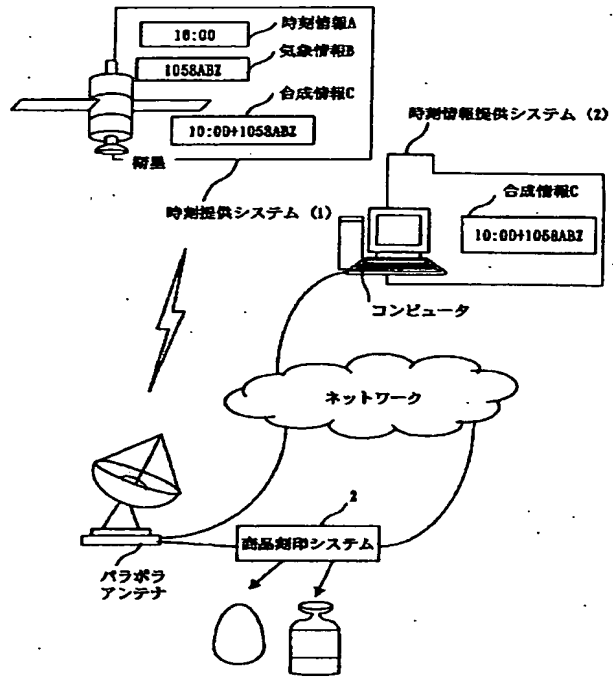 10:00
時刻情報A
気象情報B
1058ABZ
合成情報C
10:00+1058ABZ
衛星
時刻提供システム (1)
時刻情報提供システム (2)
合成情報C
10:00+1058ABZ
コンピュータ
ネットワーク
2
商品刻印システム
パラボラ
アンテナ